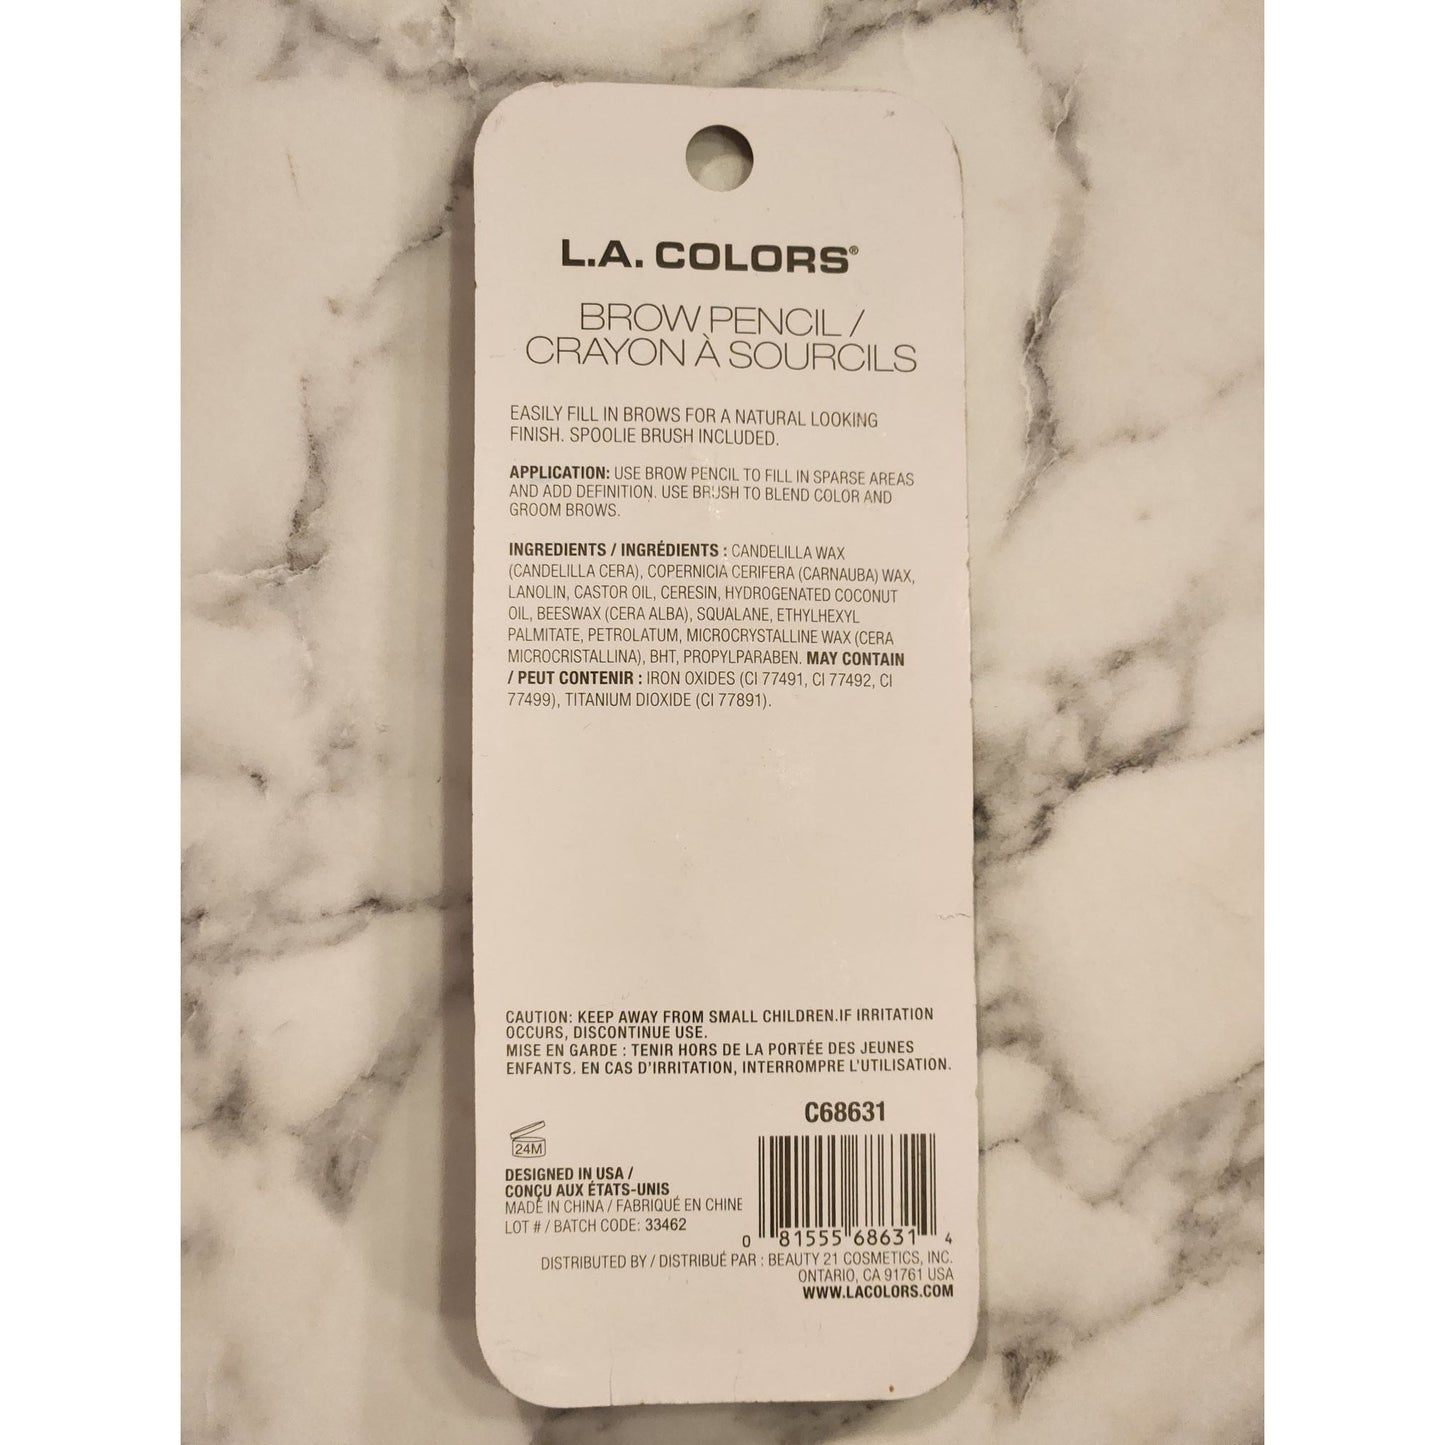 L.A. COLORS®
BROW PENCIL /
CRAYON À SOURCILS
EASILY FILL IN BROWS FOR A NATURAL LOOKING
FINISH. SPOOLIE BRUSH INCLUDED.
APPLICATION: USE BROW PENCIL TO FILL IN SPARSE AREAS
AND ADD DEFINITION. USE BRUSH TO BLEND COLOR AND
GROOM BROWS.
INGREDIENTS / INGRÉDIENTS : CANDELILLA WAX
(CANDELILLA CERA), COPERNICIA CERIFERA (CARNAUBA) WAX,
LANOLIN, CASTOR OIL, CERESIN, HYDROGENATED COCONUT
OIL, BEESWAX (CERA ALBA), SQUALANE, ETHYLHEXYL
PALMITATE, PETROLATUM, MICROCRYSTALLINE WAX (CERA
MICROCRISTALLINA), BHT, PROPYLPARABEN. MAY CONTAIN
/ PEUT CONTENIR : IRON OXIDES (CI 77491, CI 77492, CI
77499), TITANIUM DIOXIDE (CI 77891).
CAUTION: KEEP AWAY FROM SMALL CHILDREN.IF IRRITATION
OCCURS, DISCONTINUE USE.
MISE EN GARDE : TENIR HORS DE LA PORTÉE DES JEUNES
ENFANTS. EN CAS D'IRRITATION, INTERROMPRE L'UTILISATION.
C68631
24M
DESIGNED IN USA /
CONÇU AUX ÉTATS-UNIS
MADE IN CHINA / FABRIQUÉ EN CHINE
LOT # / BATCH CODE: 33462
0 81555 68631 4
DISTRIBUTED BY / DISTRIBUÉ PAR : BEAUTY 21 COSMETICS, INC.
ONTARIO, CA 91761 USA
WWW.LACOLORS.COM